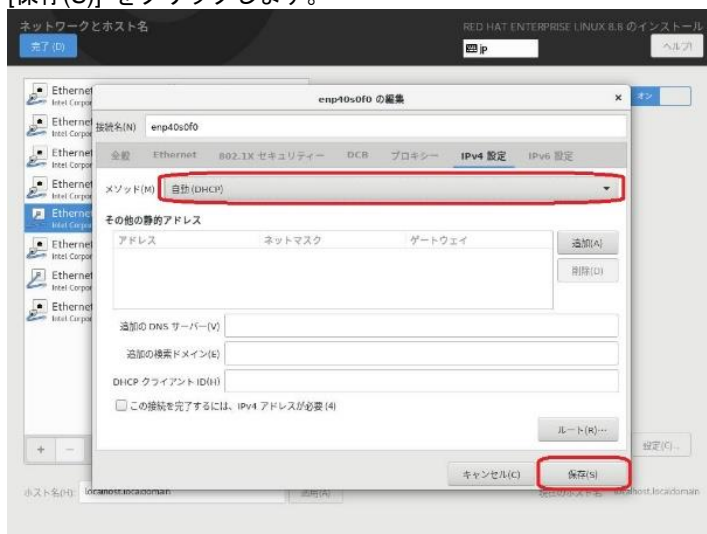 [保存(S)] をクリックします。
ネットワークとホスト名
RED HAT ENTERPRISE LINUX 8.8 のインストール
完了(D)
jp
ヘルプ!
Ethernet
Intel Corpor
Ethernet
Intel Corpor
Ethernet
Intel Corpor
Ethernet
Intel Corpor
Ethernet
Intel Corpor
Ethernet
Intel Corpor
Ethernet
Intel Corpor
Ethernet
Intel Corpor
オン
enp40s0f0 の編集
×
接続名(N) enp40s0f0
全般 Ethernet 802.1X セキュリティー DCB プロキシー IPv4 設定 IPv6 設定
メソッド(M) 自動(DHCP)
その他の静的アドレス
アドレス ネットマスク ゲートウェイ
追加(A)
削除(D)
追加の DNS サーバー(V)
追加の検索ドメイン(E)
DHCP クライアント ID(H)
この接続を完了するには、IPv4 アドレスが必要(4)
ルート(R)…
+ −
設定(C)...
キャンセル(C) 保存(S)
ホスト名(H): localhost.localdomain 適用(A) 現在のホスト名: localhost.localdomain